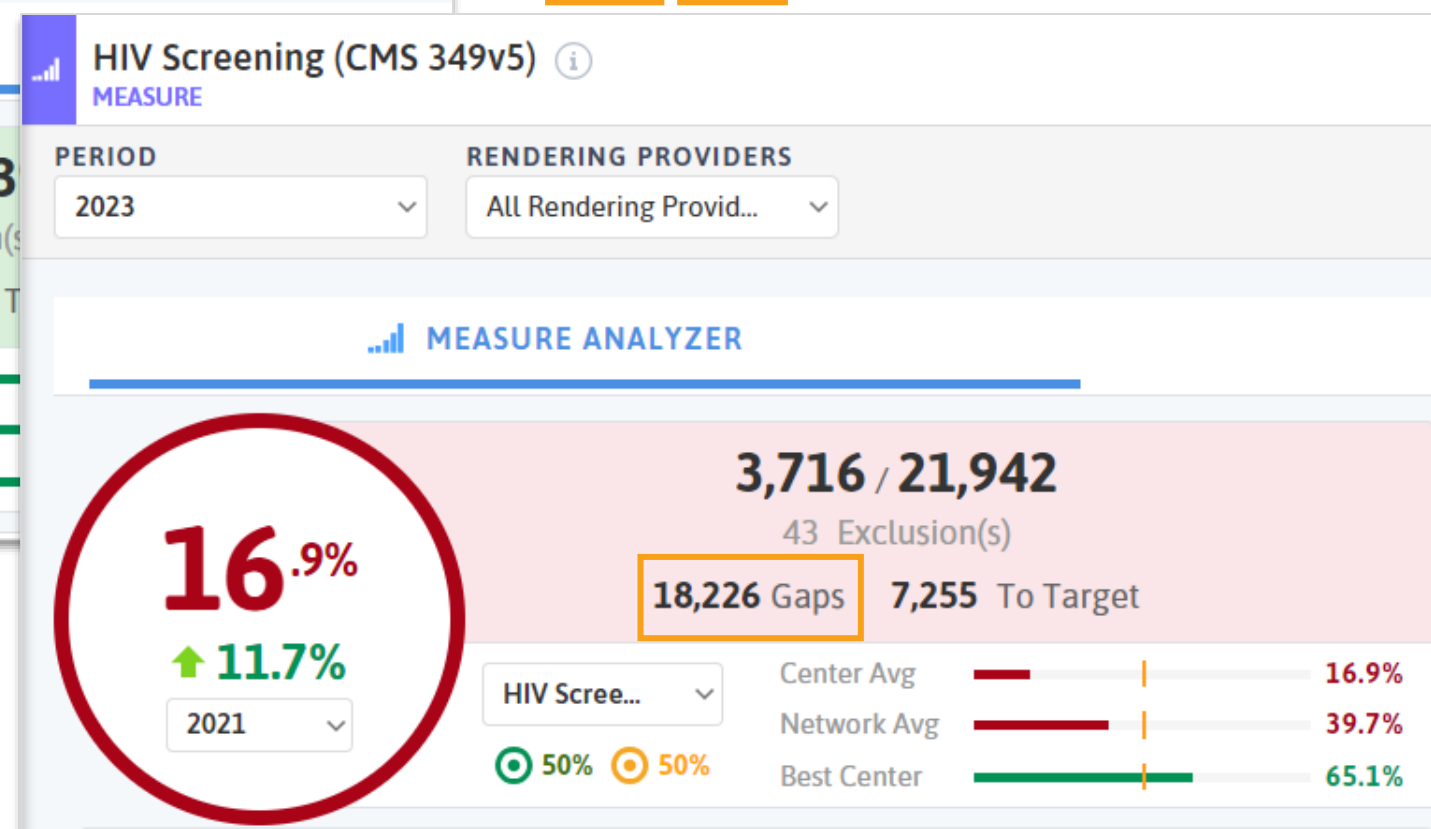 HIV Screening (CMS 349v5)
MEASURE
PERIOD
RENDERING PROVIDERS
2023
All Rendering Provid...
MEASURE ANALYZER
3,716 / 21,942
43 Exclusion(s)
18,226 Gaps 7,255 To Target
16.9%
11.7%
2021
HIV Scree...
50% 50%
Center Avg 16.9%
Network Avg 39.7%
Best Center 65.1%